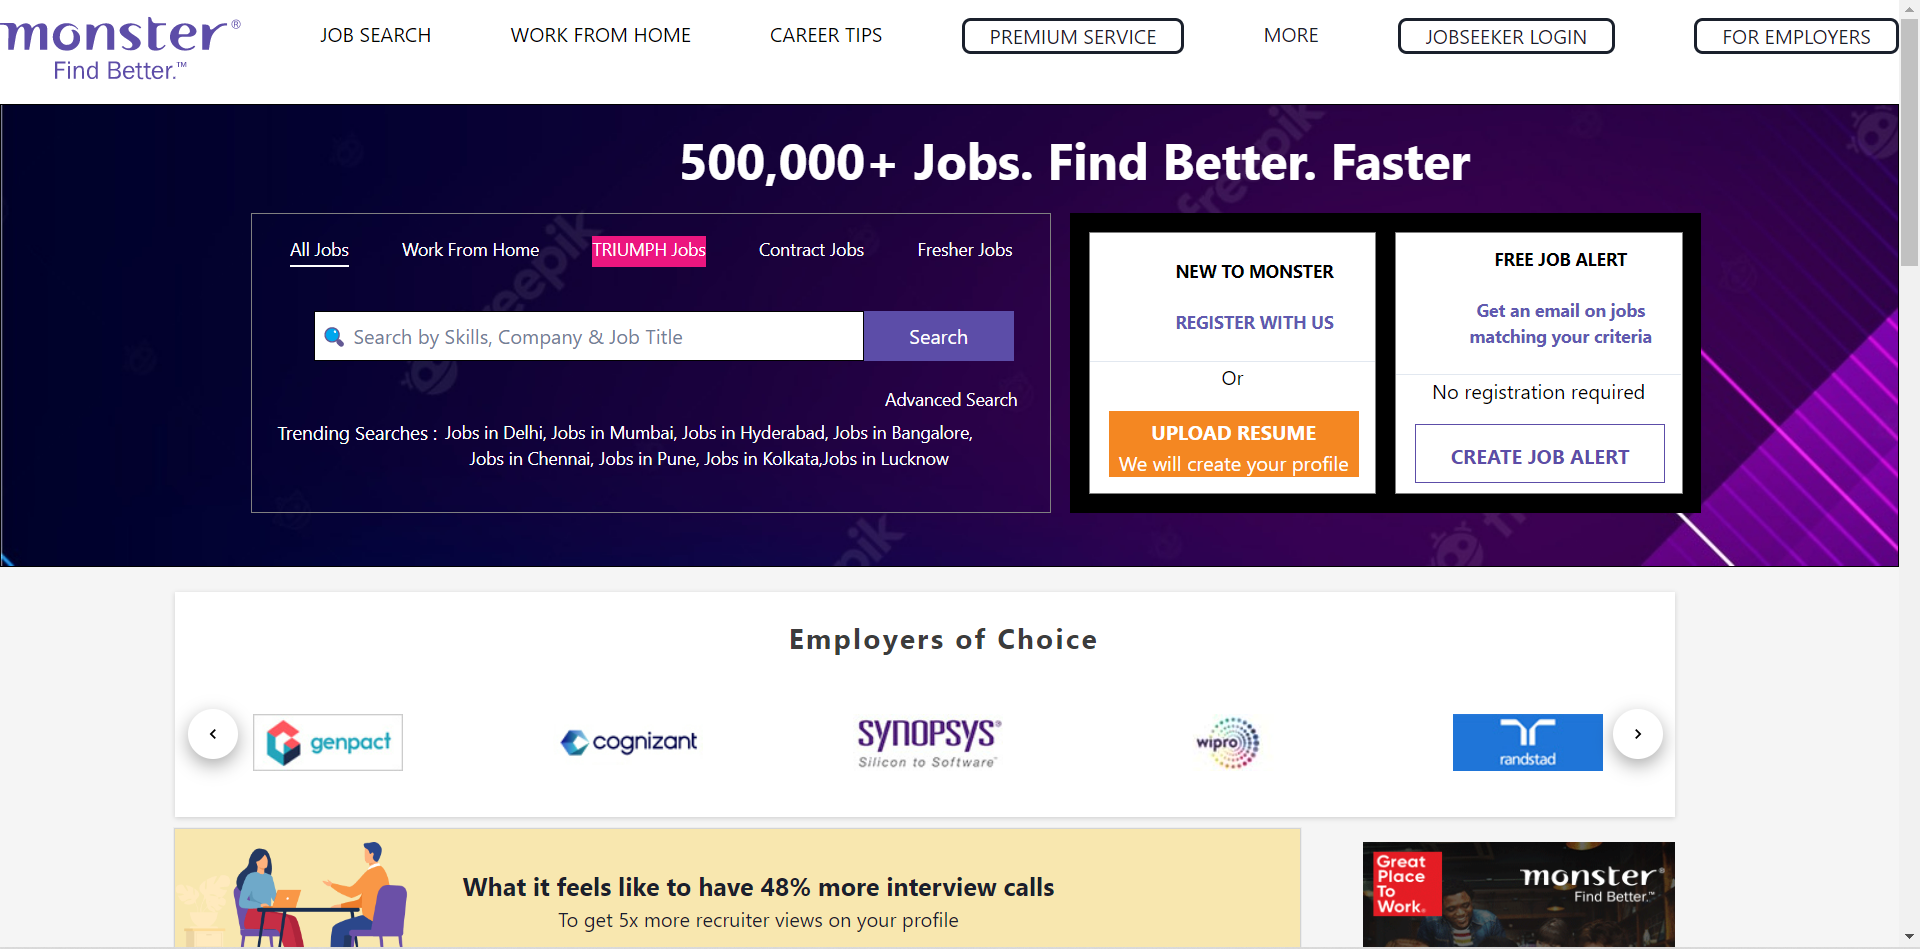 monster®
Find Better.™
JOB SEARCH
WORK FROM HOME
CAREER TIPS
PREMIUM SERVICE
MORE
JOBSEEKER LOGIN
FOR EMPLOYERS
500,000+ Jobs. Find Better. Faster
All Jobs
Work From Home
TRIUMPH Jobs
Contract Jobs
Fresher Jobs
Search by Skills, Company & Job Title
Search
Advanced Search
Trending Searches : Jobs in Delhi, Jobs in Mumbai, Jobs in Hyderabad, Jobs in Bangalore,
Jobs in Chennai, Jobs in Pune, Jobs in Kolkata,Jobs in Lucknow
NEW TO MONSTER
REGISTER WITH US
Or
UPLOAD RESUME
We will create your profile
FREE JOB ALERT
Get an email on jobs
matching your criteria
No registration required
CREATE JOB ALERT
freepik
freepik
Employers of Choice
genpact
cognizant
SYNOPSYS®
Silicon to Software™
wipro
randstad
What it feels like to have 48% more interview calls
To get 5x more recruiter views on your profile
Great
Place
To
Work.
monster®
Find Better.™